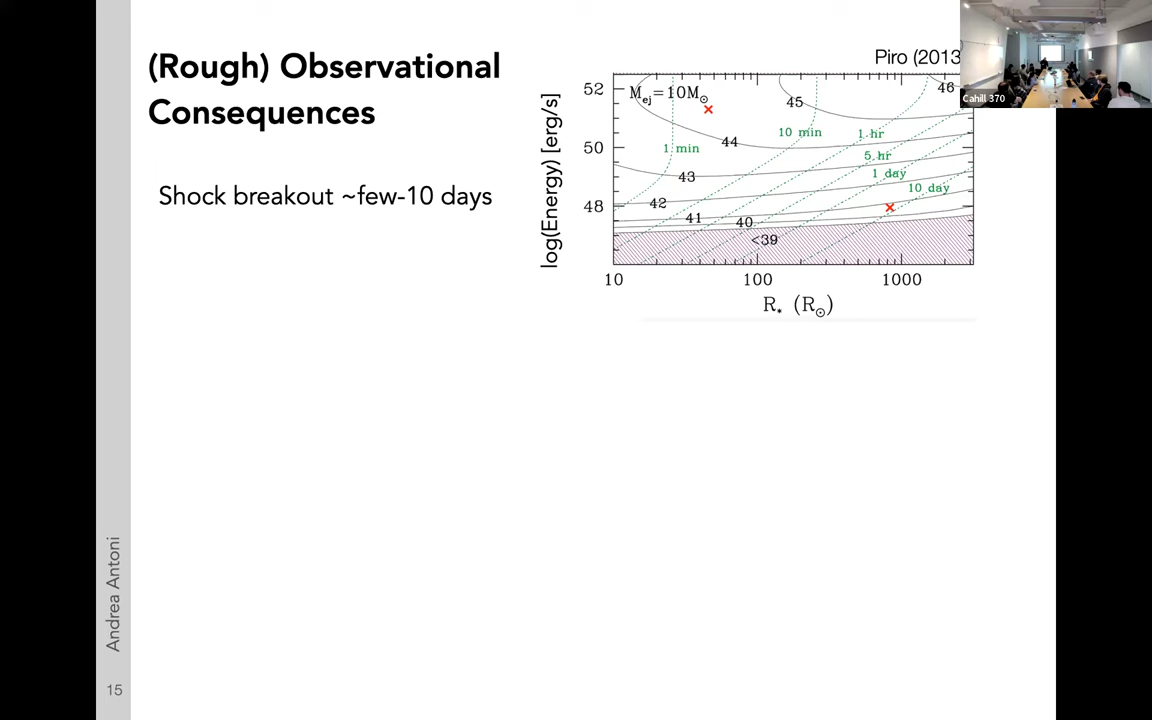 (Rough) Observational
Consequences
Shock breakout ~few-10 days
Piro (2013
Cahill 370
M_ej=10M_⊙
log(Energy) [erg/s]
52
50
48
46
45
44
43
42
41
40
<39
1 min
10 min
1 hr
5 hr
1 day
10 day
10
100
1000
R_* (R_⊙)
Andrea Antoni
15